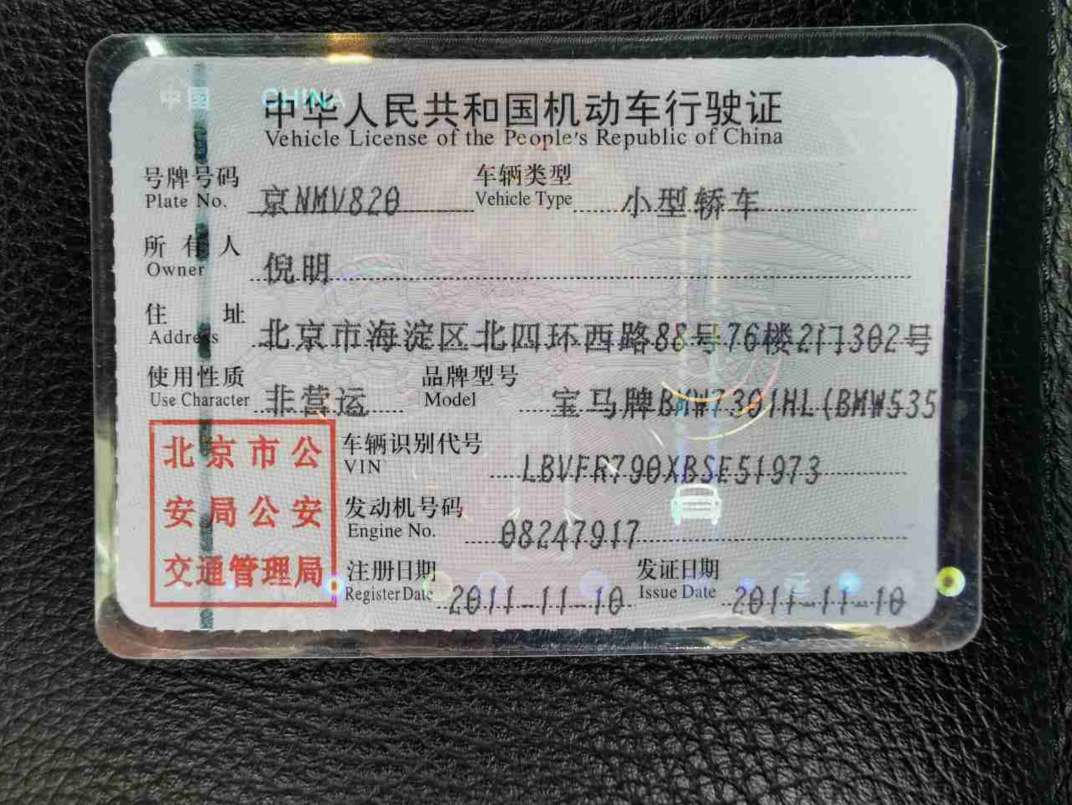 中国 CHINA
中华人民共和国机动车行驶证
Vehicle License of the People's Republic of China
号牌号码 京NMV820 车辆类型 小型轿车
Plate No. Vehicle Type
所有人 倪明
Owner
住址 北京市海淀区北四环西路88号76楼2门302号
Address
使用性质 非营运 品牌型号 宝马牌BMW7301HL(BMW535
Use Character Model
北京市公
安局公安
交通管理局
车辆识别代号 LBVFR790XBSE51973
VIN
发动机号码 08247917
Engine No.
注册日期 2011-11-10 发证日期 2011-11-10
Register Date Issue Date